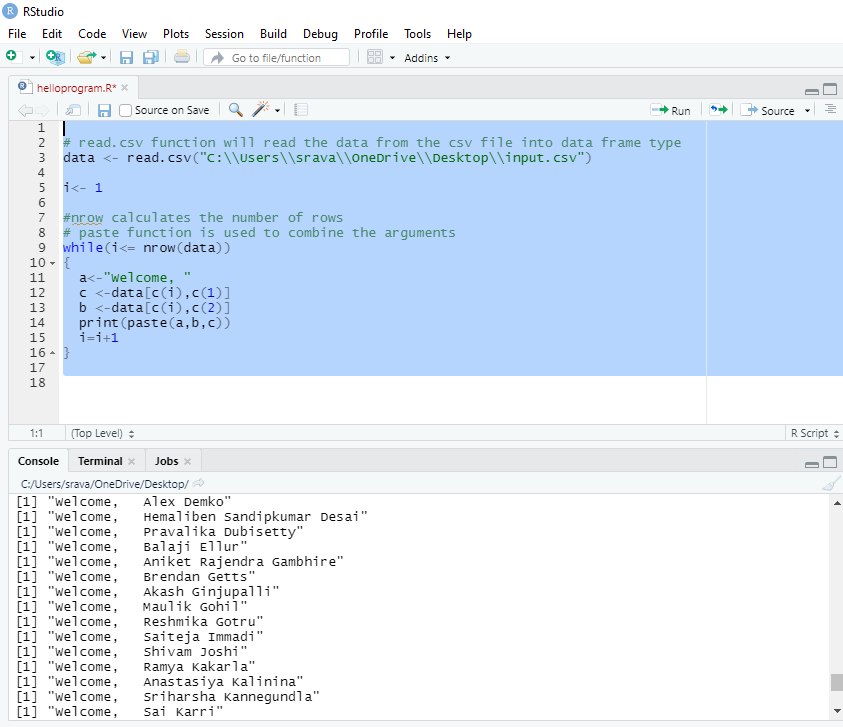 RStudio
File Edit Code View Plots Session Build Debug Profile Tools Help
Go to file/function Addins
helloprogram.R*
Source on Save Run Source
1
2 # read.csv function will read the data from the csv file into data frame type
3 data <- read.csv("C:\\Users\\srava\\OneDrive\\Desktop\\input.csv")
4
5 i<- 1
6
7 #nrow calculates the number of rows
8 # paste function is used to combine the arguments
9 while(i<= nrow(data))
10 {
11   a<-"Welcome, "
12   c <-data[c(i),c(1)]
13   b <-data[c(i),c(2)]
14   print(paste(a,b,c))
15   i=i+1
16 }
17
18
1:1 (Top Level) R Script
Console Terminal Jobs
C:/Users/srava/OneDrive/Desktop/
[1] "Welcome,   Alex Demko"
[1] "Welcome,   Hemaliben Sandipkumar Desai"
[1] "Welcome,   Pravalika Dubisetty"
[1] "Welcome,   Balaji Ellur"
[1] "Welcome,   Aniket Rajendra Gambhire"
[1] "Welcome,   Brendan Getts"
[1] "Welcome,   Akash Ginjupalli"
[1] "Welcome,   Maulik Gohil"
[1] "Welcome,   Reshmika Gotru"
[1] "Welcome,   Saiteja Immadi"
[1] "Welcome,   Shivam Joshi"
[1] "Welcome,   Ramya Kakarla"
[1] "Welcome,   Anastasiya Kalinina"
[1] "Welcome,   Sriharsha Kannegundla"
[1] "Welcome,   Sai Karri"